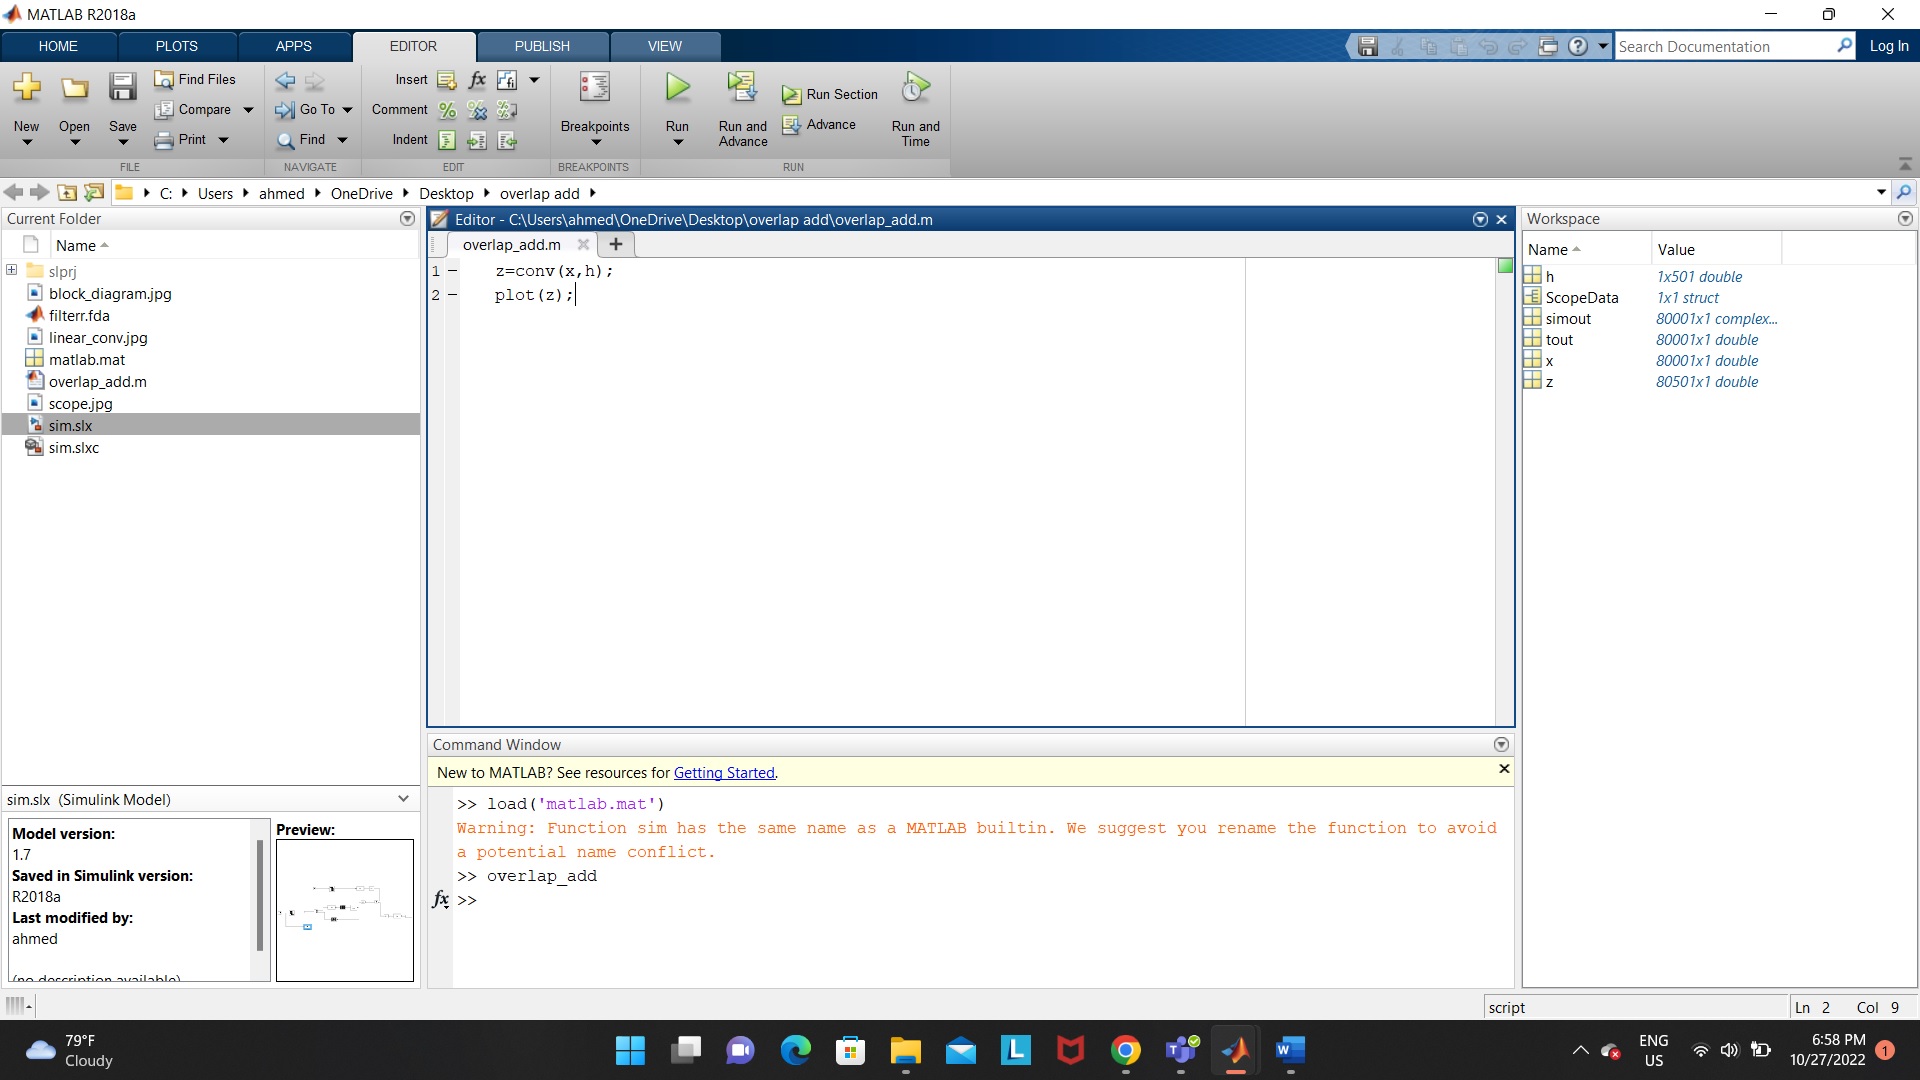 MATLAB R2018a
HOME PLOTS APPS EDITOR PUBLISH VIEW
Search Documentation Log In
New Open Save
Find Files
Compare
Print
FILE
Go To
Find
NAVIGATE
Insert fx
Comment
Indent
EDIT
Breakpoints
BREAKPOINTS
Run
Run and Advance
Run Section
Advance
Run and Time
RUN
C: Users ahmed OneDrive Desktop overlap add
Current Folder
Name
slprj
block_diagram.jpg
filterr.fda
linear_conv.jpg
matlab.mat
overlap_add.m
scope.jpg
sim.slx
sim.slxc
sim.slx (Simulink Model)
Model version:
1.7
Saved in Simulink version:
R2018a
Last modified by:
ahmed
(no description available)
Preview:
Editor - C:\Users\ahmed\OneDrive\Desktop\overlap add\overlap_add.m
overlap_add.m
1 z=conv(x,h);
2 plot(z);
Command Window
New to MATLAB? See resources for Getting Started.
>> load('matlab.mat')
Warning: Function sim has the same name as a MATLAB builtin. We suggest you rename the function to avoid
a potential name conflict.
>> overlap_add
fx >>
Workspace
Name Value
h 1x501 double
ScopeData 1x1 struct
simout 80001x1 complex...
tout 80001x1 double
x 80001x1 double
z 80501x1 double
script Ln 2 Col 9
79°F
Cloudy
ENG
US
6:58 PM
10/27/2022
1